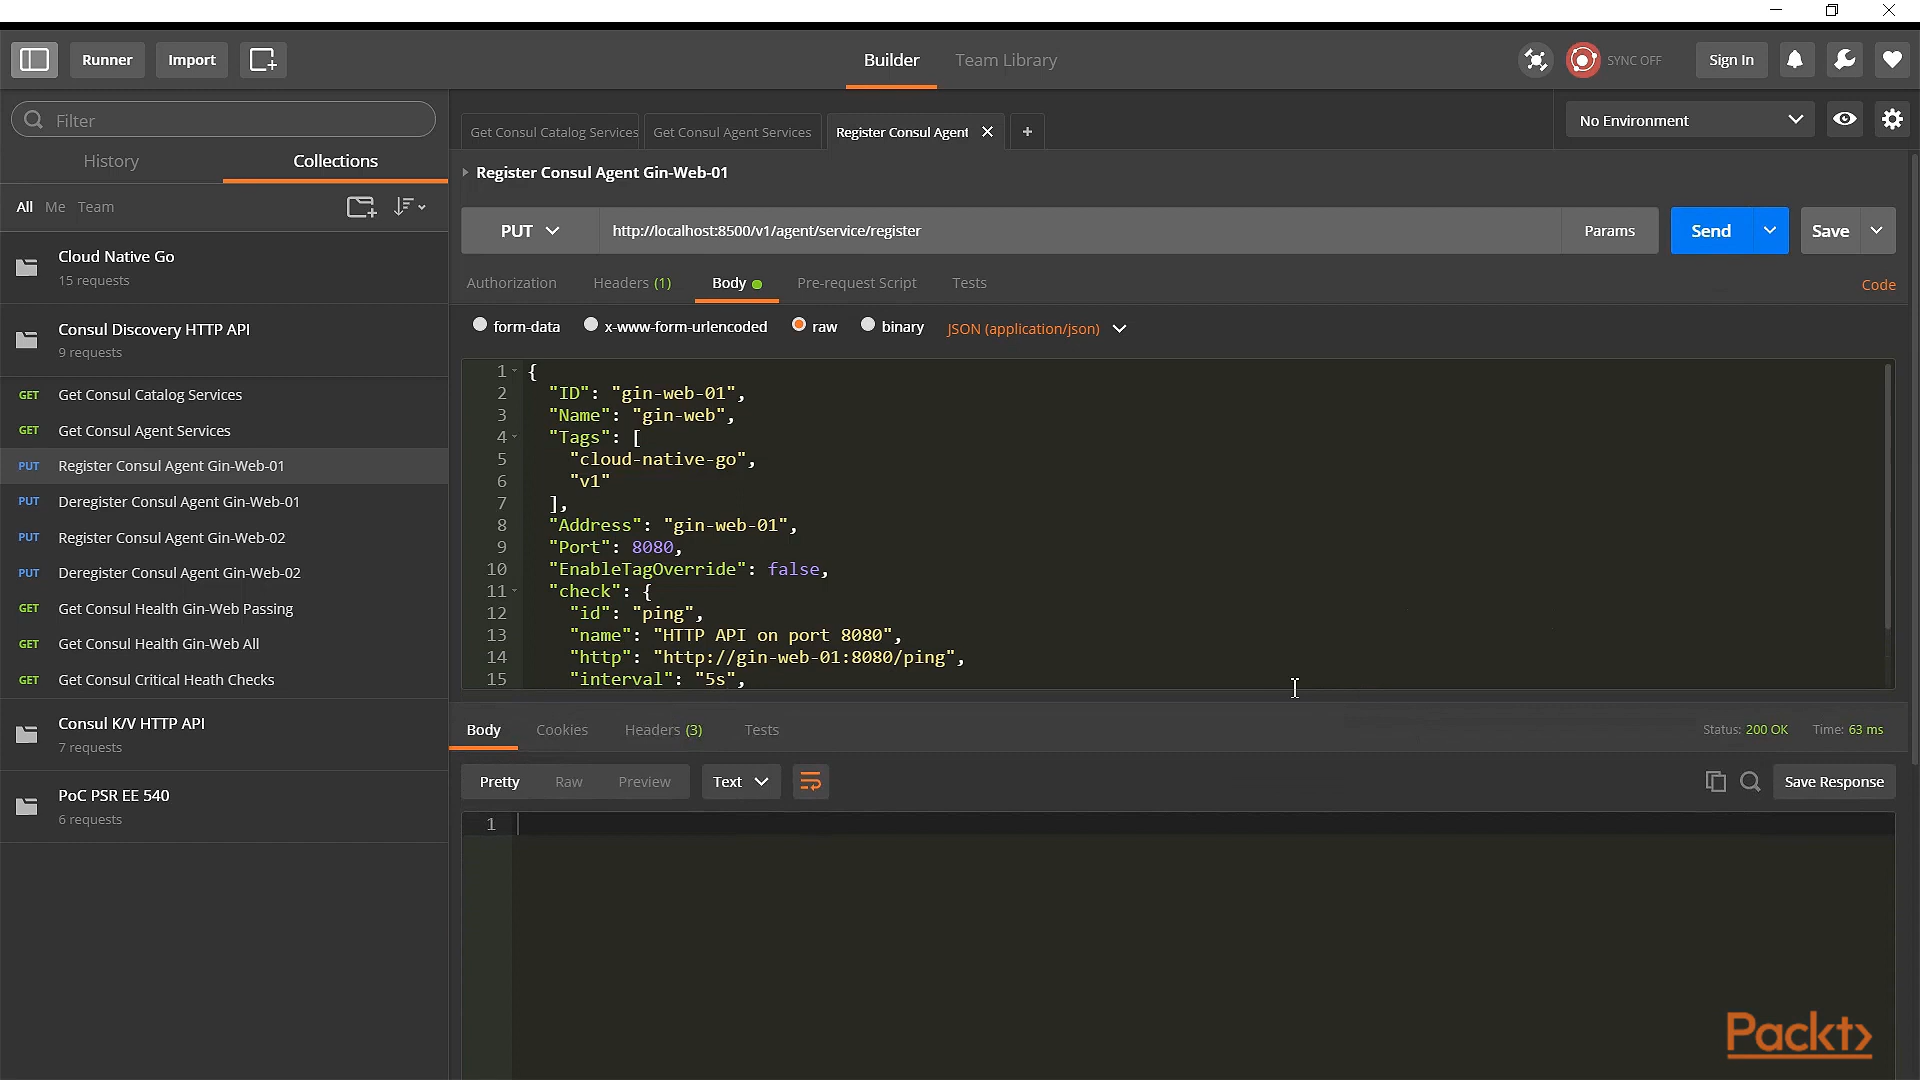 Runner
Import
Builder
Team Library
SYNC OFF
Sign In
Filter
History
Collections
All Me Team
Cloud Native Go
15 requests
Consul Discovery HTTP API
9 requests
GET Get Consul Catalog Services
GET Get Consul Agent Services
PUT Register Consul Agent Gin-Web-01
PUT Deregister Consul Agent Gin-Web-01
PUT Register Consul Agent Gin-Web-02
PUT Deregister Consul Agent Gin-Web-02
GET Get Consul Health Gin-Web Passing
GET Get Consul Health Gin-Web All
GET Get Consul Critical Heath Checks
Consul K/V HTTP API
7 requests
PoC PSR EE 540
6 requests
Get Consul Catalog Services
Get Consul Agent Services
Register Consul Agent
No Environment
Register Consul Agent Gin-Web-01
PUT http://localhost:8500/v1/agent/service/register Params Send Save
Authorization Headers (1) Body Pre-request Script Tests Code
form-data x-www-form-urlencoded raw binary JSON (application/json)
1 {
2 "ID": "gin-web-01",
3 "Name": "gin-web",
4 "Tags": [
5 "cloud-native-go",
6 "v1"
7 ],
8 "Address": "gin-web-01",
9 "Port": 8080,
10 "EnableTagOverride": false,
11 "check": {
12 "id": "ping",
13 "name": "HTTP API on port 8080",
14 "http": "http://gin-web-01:8080/ping",
15 "interval": "5s",
Body Cookies Headers (3) Tests Status: 200 OK Time: 63 ms
Pretty Raw Preview Text Save Response
1
Packt>